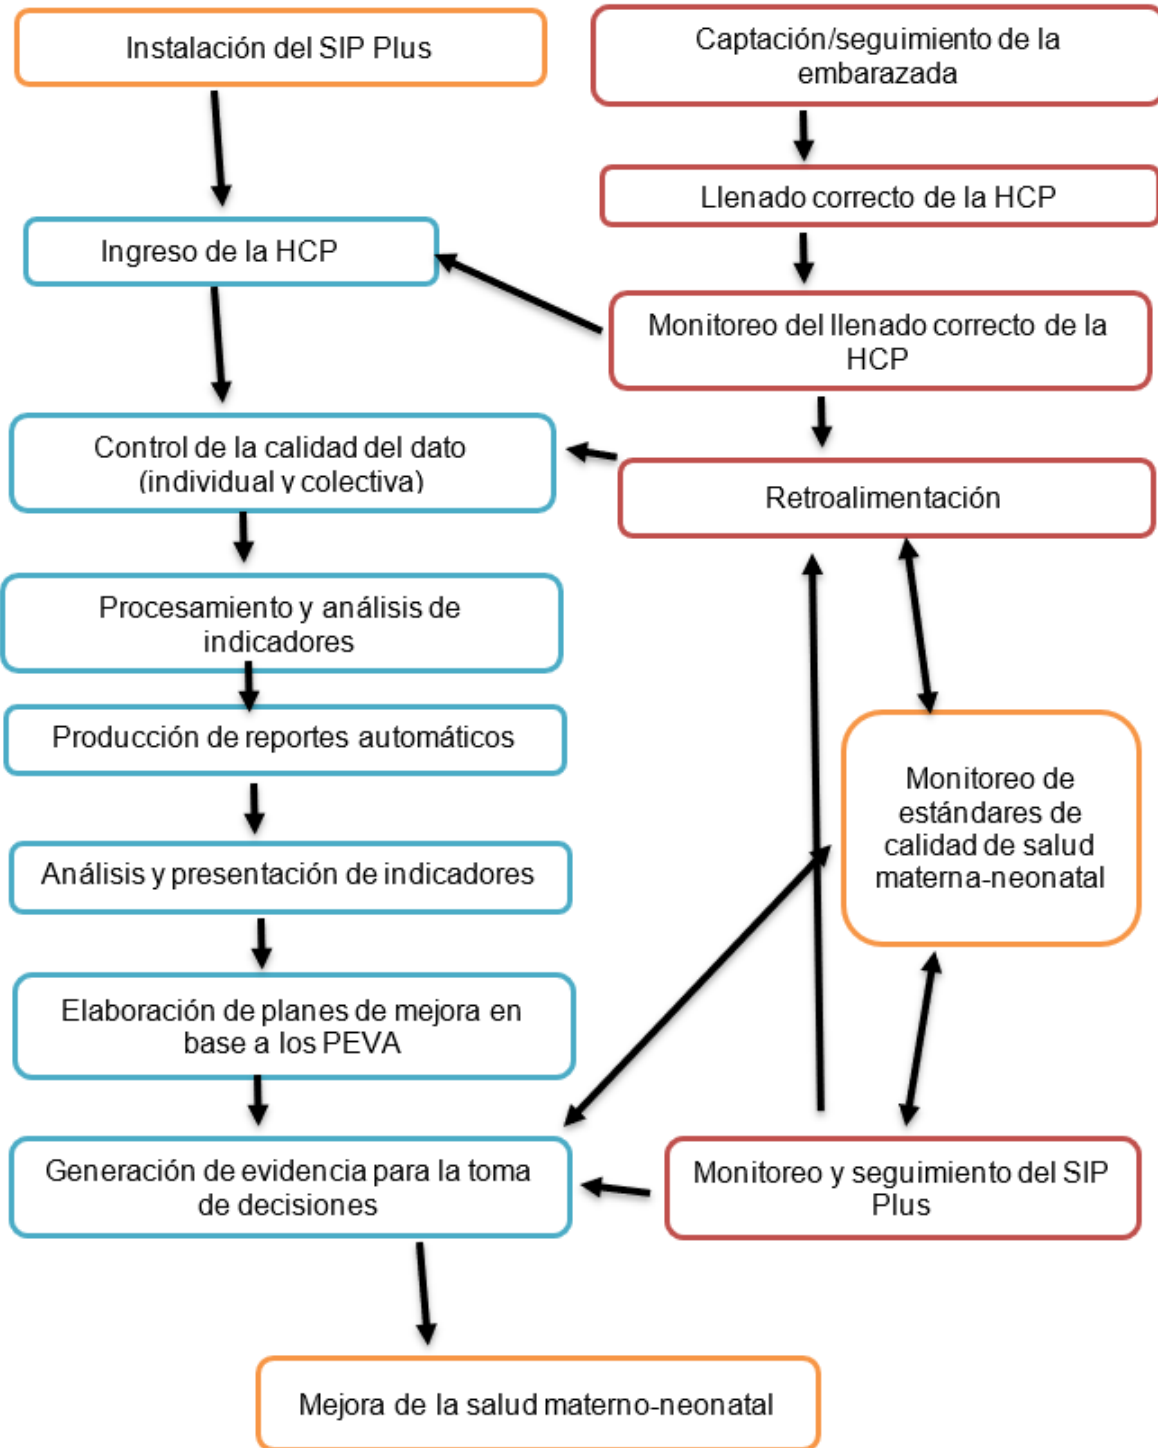 Instalación del SIP Plus
Captación/seguimiento de la
embarazada
Llenado correcto de la HCP
Ingreso de la HCP
Monitoreo del llenado correcto de la
HCP
Control de la calidad del dato
(individual y colectiva)
Retroalimentación
Procesamiento y análisis de
indicadores
Producción de reportes automáticos
Monitoreo de
estándares de
calidad de salud
materna-neonatal
Análisis y presentación de indicadores
Elaboración de planes de mejora en
base a los PEVA
Generación de evidencia para la toma
de decisiones
Monitoreo y seguimiento del SIP
Plus
Mejora de la salud materno-neonatal